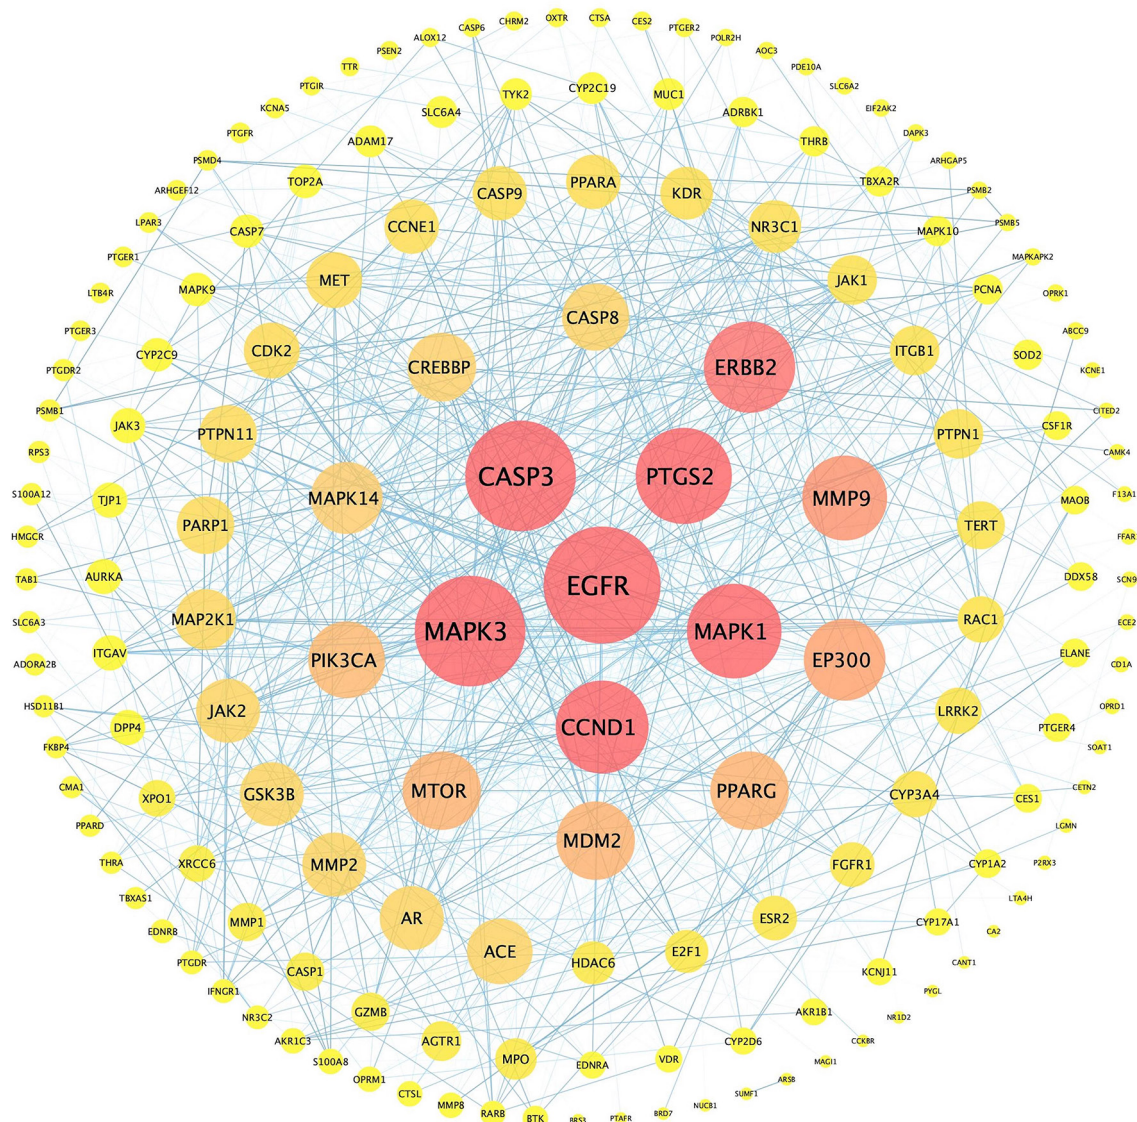 OXTR
CTSA
CHRM2
CES2
CASP6
PTGER2
ALOX12
POLR2H
PSEN2
AOC3
TTR
PDE10A
PTGIR
SLC6A2
KCNA5
EIF2AK2
PTGFR
DAPK3
PSMD4
ARHGAP5
ARHGEF12
PSMB2
LPAR3
PSMB5
PTGER1
MAPKAPK2
LTB4R
OPRK1
PTGER3
ABCC9
PTGDR2
KCNE1
PSMB1
CITED2
RPS3
CAMK4
S100A12
F13A1
HMGCR
FFAR
TAB1
SCN9
SLC6A3
ECE2
ADORA2B
CD1A
HSD11B1
OPRD1
FKBP4
SOAT1
CMA1
CETN2
PPARD
LGMN
THRA
P2RX3
TBXAS1
LTA4H
EDNRB
CA2
PTGDR
CANT1
IFNGR1
PYGL
NR3C2
NR1D2
AKR1C3
CCKBR
S100A8
MAGI1
OPRM1
ARSB
CTSL
SUMF1
MMP8
NUCB1
RARB
BRD7
BTK
PTAFR
BRS3
TYK2
CYP2C19
MUC1
SLC6A4
ADRBK1
ADAM17
THRB
TOP2A
TBXA2R
CASP7
MAPK10
MAPK9
PCNA
CYP2C9
SOD2
JAK3
CSF1R
TJP1
MAOB
AURKA
DDX58
ITGAV
ELANE
DPP4
PTGER4
XPO1
CES1
XRCC6
CYP1A2
MMP1
CYP17A1
CASP1
KCNJ11
GZMB
AKR1B1
AGTR1
CYP2D6
MPO
VDR
EDNRA
PPARA
CASP9
KDR
CCNE1
NR3C1
MET
JAK1
CDK2
ITGB1
PTPN11
PTPN1
PARP1
TERT
MAP2K1
RAC1
JAK2
LRRK2
GSK3B
CYP3A4
MMP2
FGFR1
AR
ESR2
ACE
E2F1
HDAC6
CASP8
CREBBP
ERBB2
MAPK14
CASP3
PTGS2
MMP9
EGFR
MAPK3
MAPK1
PIK3CA
EP300
CCND1
MTOR
PPARG
MDM2